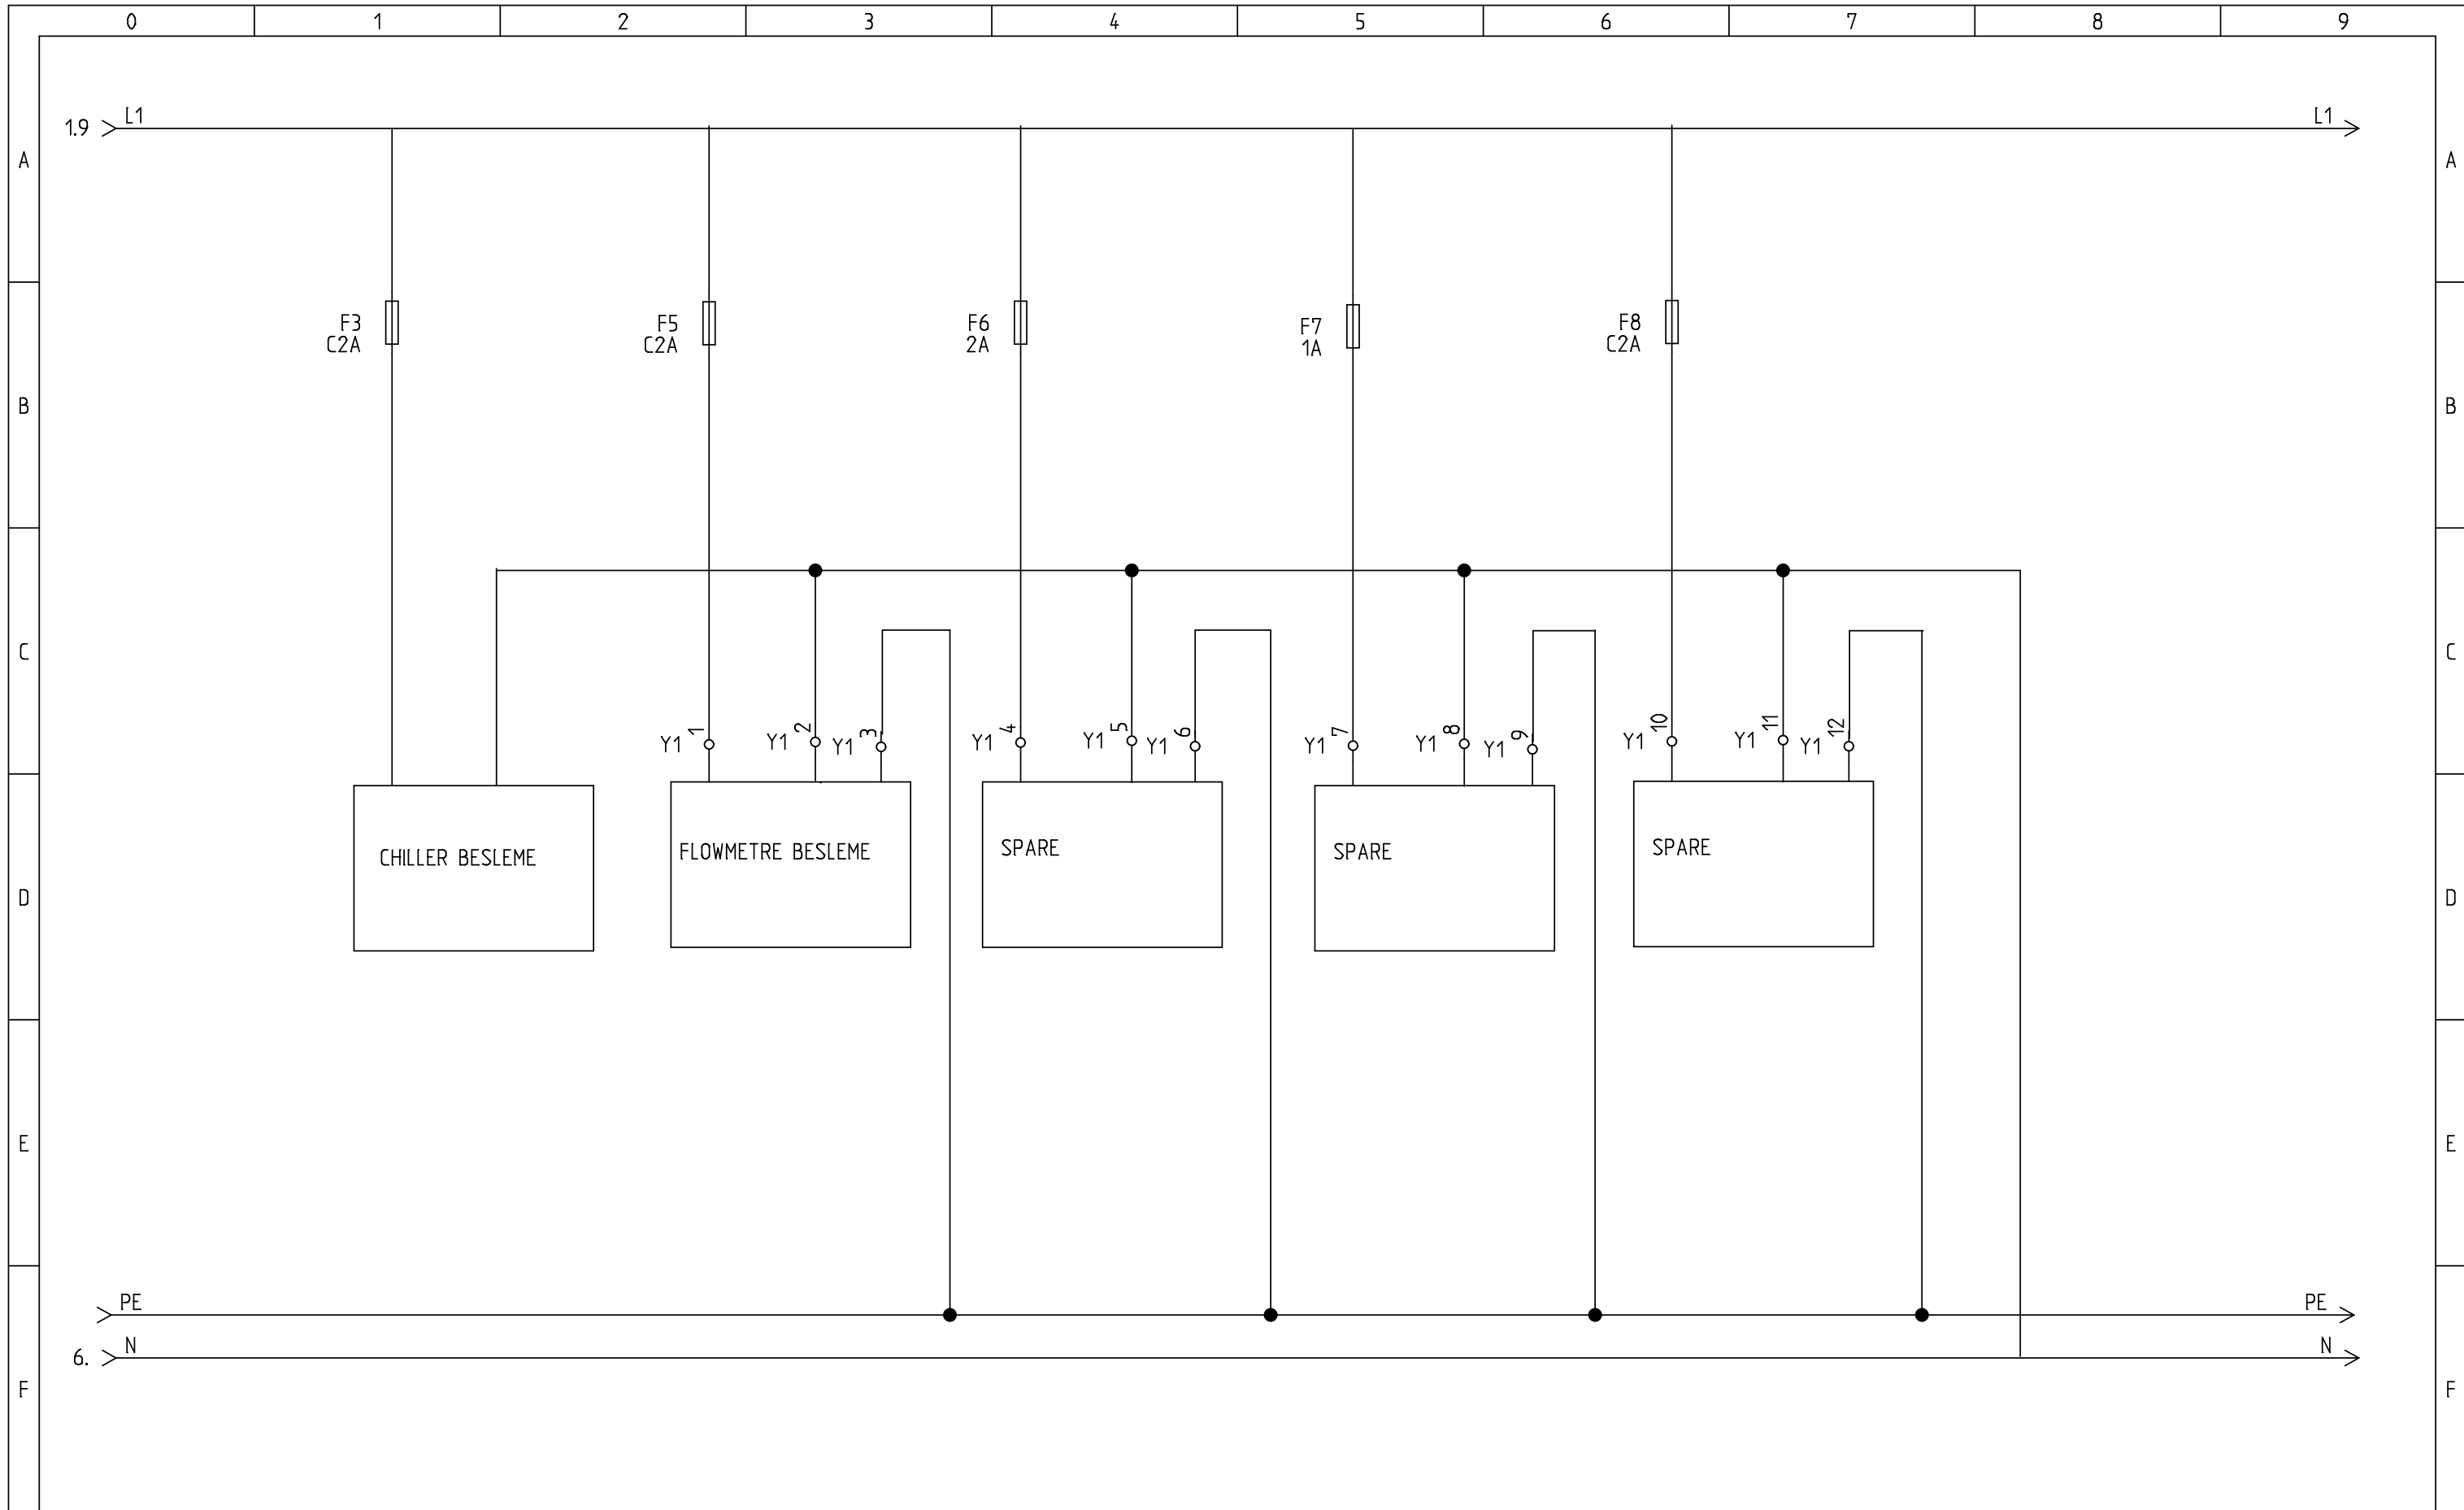 0 1 2 3 4 5 6 7 8 9
1.9 L1 L1
A A
F3 F5 F6 F7 F8
C2A C2A 2A 1A C2A
B B
C C
Y1 1 Y1 2 Y1 3 Y1 4 Y1 5 Y1 6 Y1 7 Y1 8 Y1 9 Y1 10 Y1 11 Y1 12
CHILLER BESLEME FLOWMETRE BESLEME SPARE SPARE SPARE
D D
E E
PE PE
6. N N
F F